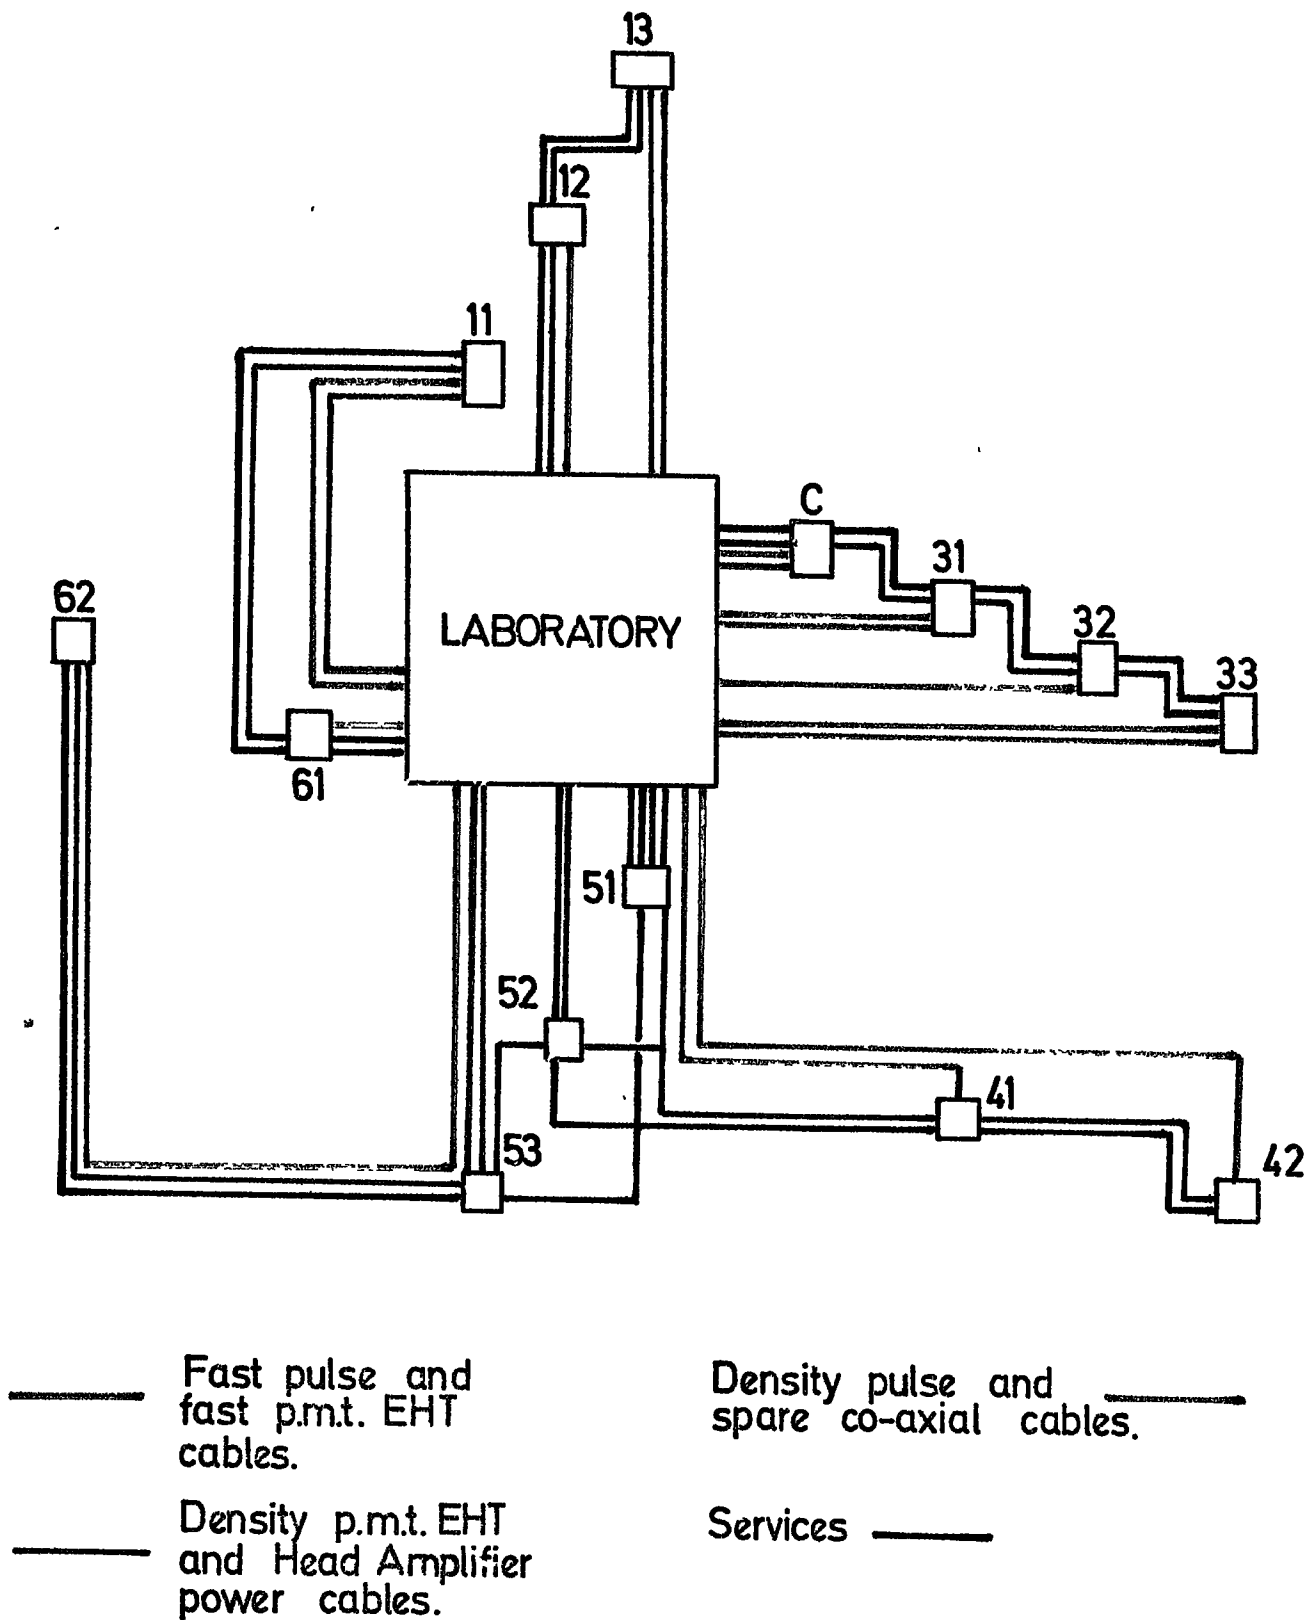 13
12
11
C
31
62
LABORATORY
32
33
61
51
52
41
53
42
Fast pulse and
fast p.m.t. EHT
cables.
Density pulse and
spare co-axial cables.
Density p.m.t. EHT
and Head Amplifier
power cables.
Services